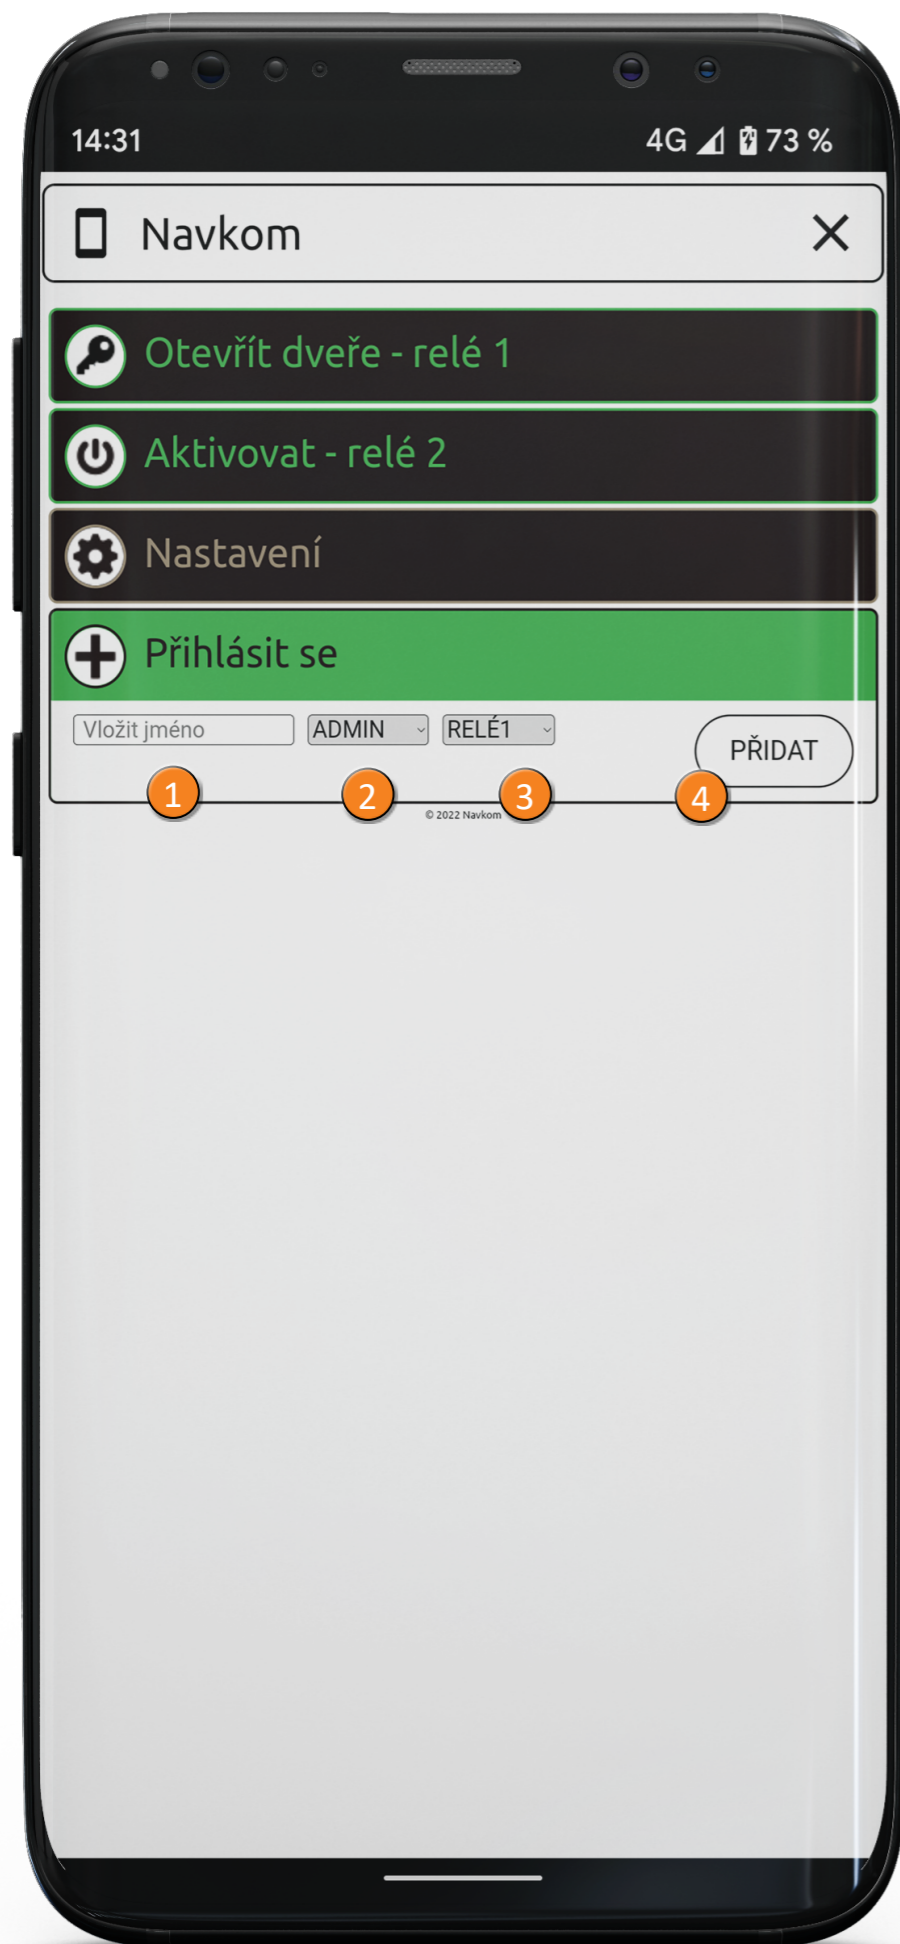 14:31 4G 73 %
Navkom
Otevřít dveře - relé 1
Aktivovat - relé 2
Nastavení
Přihlásit se
Vložit jméno ADMIN RELÉ1 PŘIDAT
1 2 3 4
© 2022 Navkom